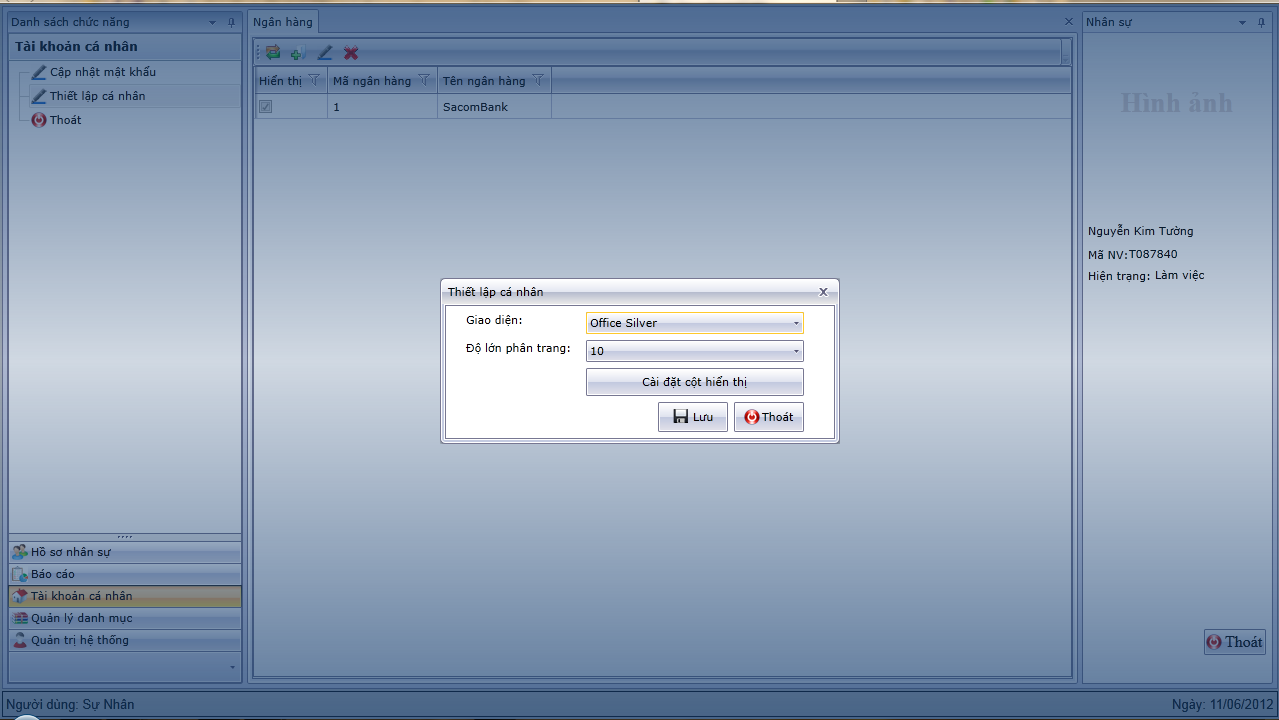 Danh sách chức năng
Tài khoản cá nhân
Cập nhật mật khẩu
Thiết lập cá nhân
Thoát
Hồ sơ nhân sự
Báo cáo
Tài khoản cá nhân
Quản lý danh mục
Quản trị hệ thống
Ngân hàng
Hiển thị Mã ngân hàng Tên ngân hàng
1 SacomBank
Thiết lập cá nhân
Giao diện: Office Silver
Độ lớn phân trang: 10
Cài đặt cột hiển thị
Lưu Thoát
Nhân sự
Hình ảnh
Nguyễn Kim Tường
Mã NV:T087840
Hiện trạng: Làm việc
Thoát
Người dùng: Sự Nhân
Ngày: 11/06/2012